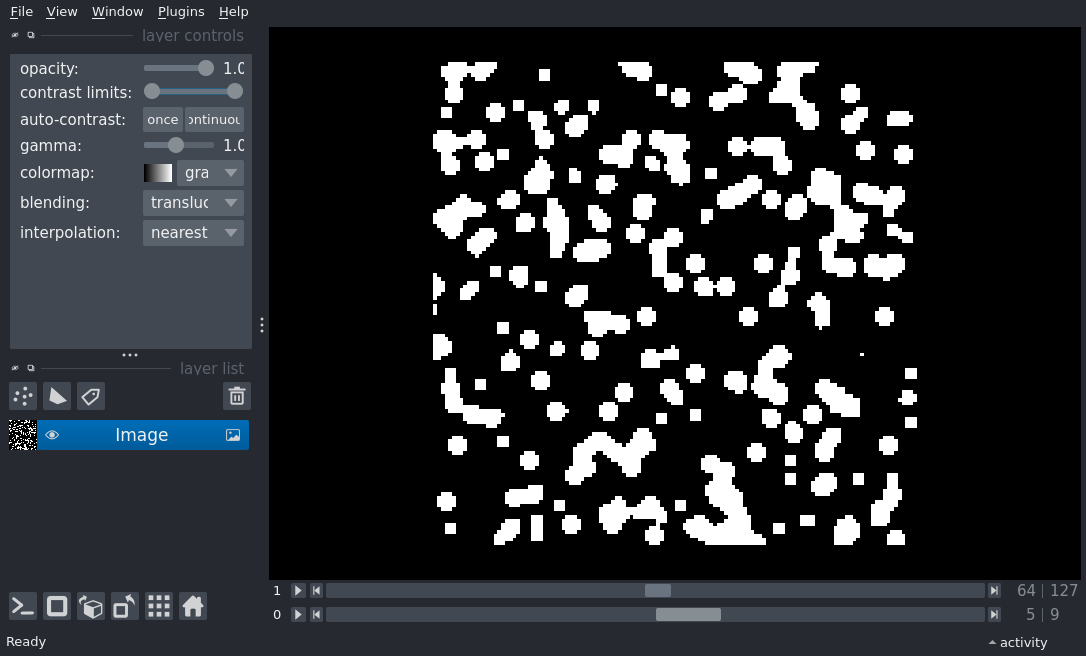 File View Window Plugins Help
layer controls
opacity: 1.0
contrast limits:
auto-contrast: once ontinuou
gamma: 1.0
colormap: gra
blending: transluc
interpolation: nearest
layer list
Image
1 64 | 127
0 5 | 9
Ready activity